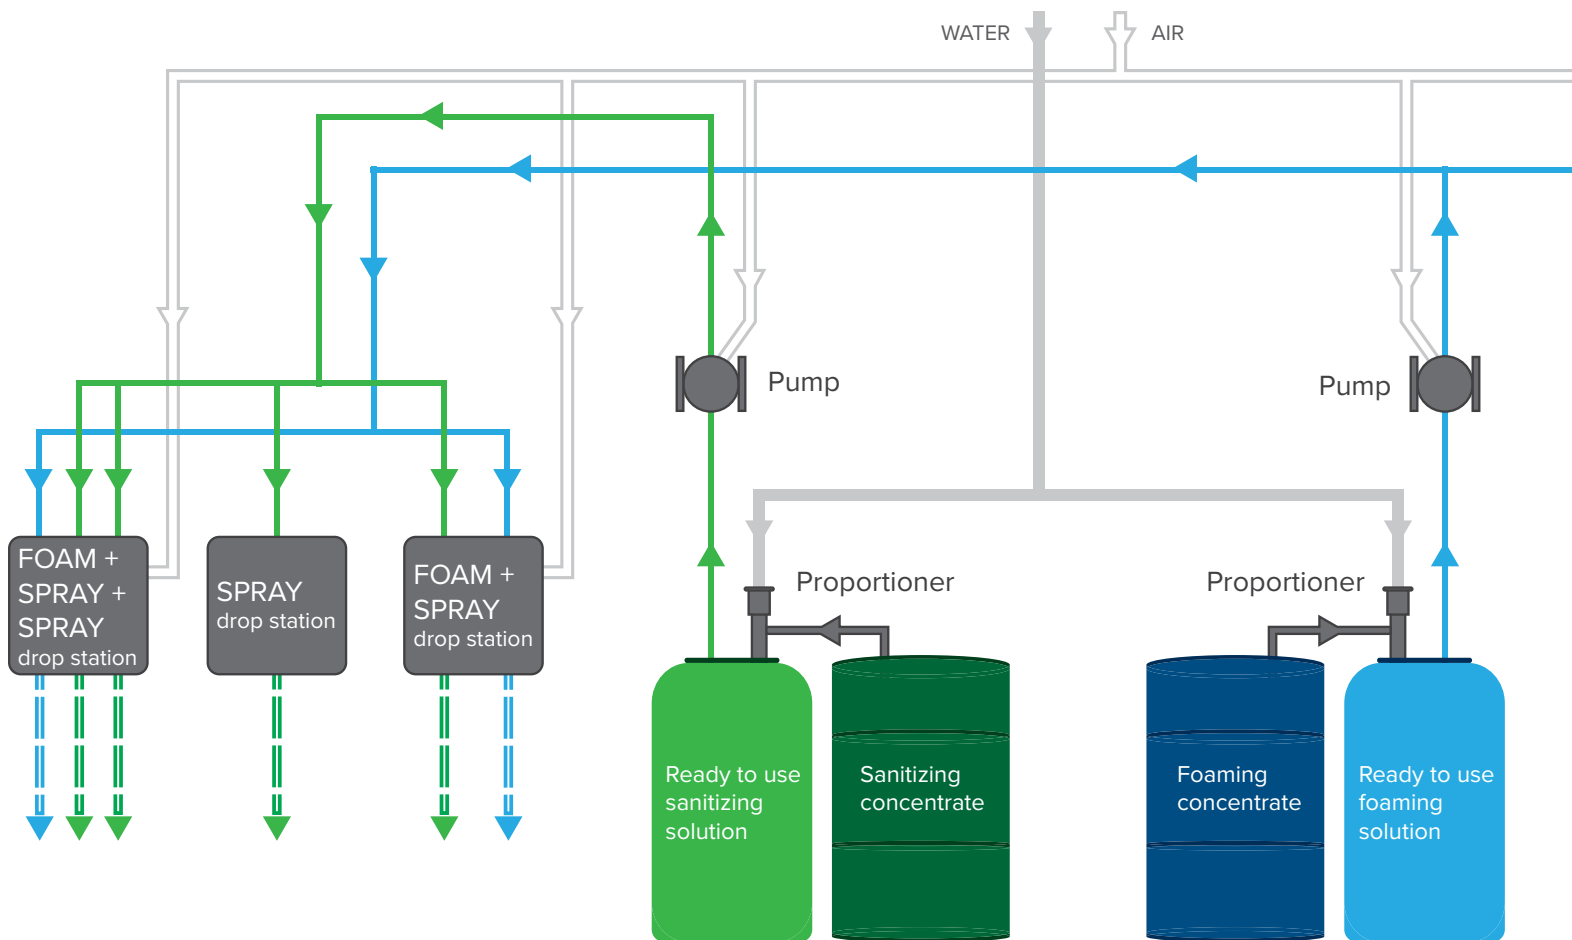 WATER
AIR
Pump
Pump
FOAM +
SPRAY +
SPRAY
drop station
SPRAY
drop station
FOAM +
SPRAY
drop station
Proportioner
Proportioner
Ready to use
sanitizing
solution
Sanitizing
concentrate
Foaming
concentrate
Ready to use
foaming
solution